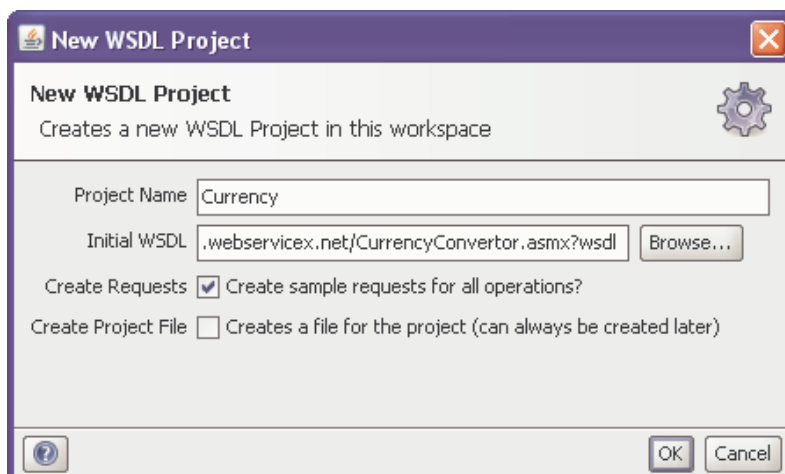 New WSDL Project
New WSDL Project
Creates a new WSDL Project in this workspace
Project Name Currency
Initial WSDL .webservicex.net/CurrencyConvertor.asmx?wsdl Browse...
Create Requests Create sample requests for all operations?
Create Project File Creates a file for the project (can always be created later)
? OK Cancel